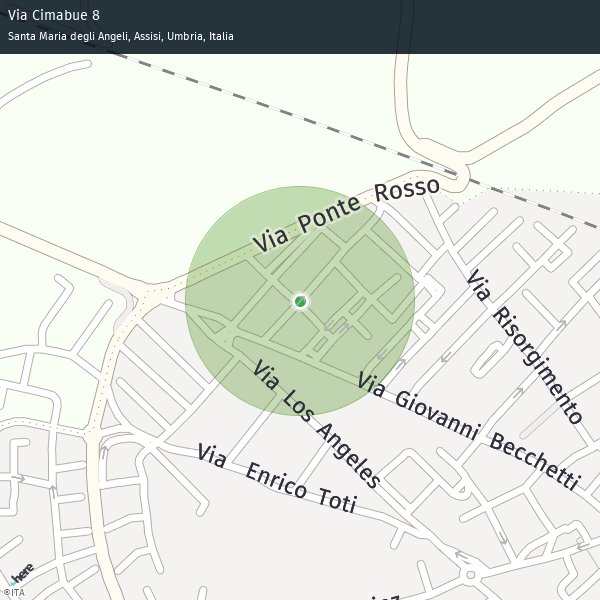 Via Cimabue 8
Santa Maria degli Angeli, Assisi, Umbria, Italia
Via Ponte Rosso
Via Risorgimento
Via Los Angeles
Via Giovanni Becchetti
Via Enrico Toti
here
©ITA